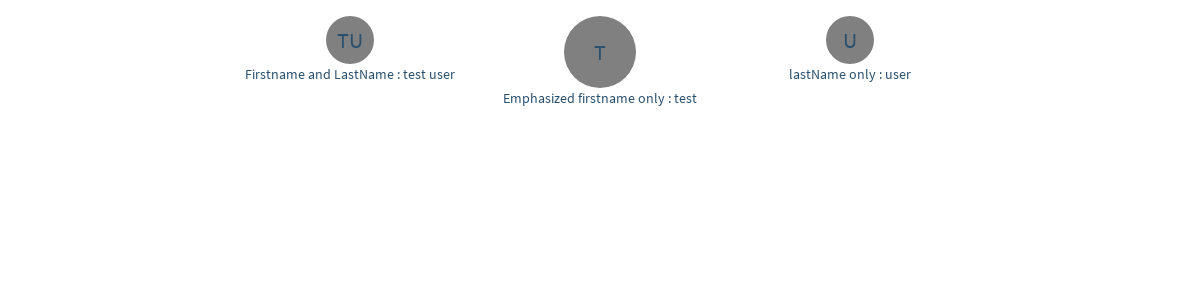 TU
Firstname and LastName : test user
T
Emphasized firstname only : test
U
lastName only : user